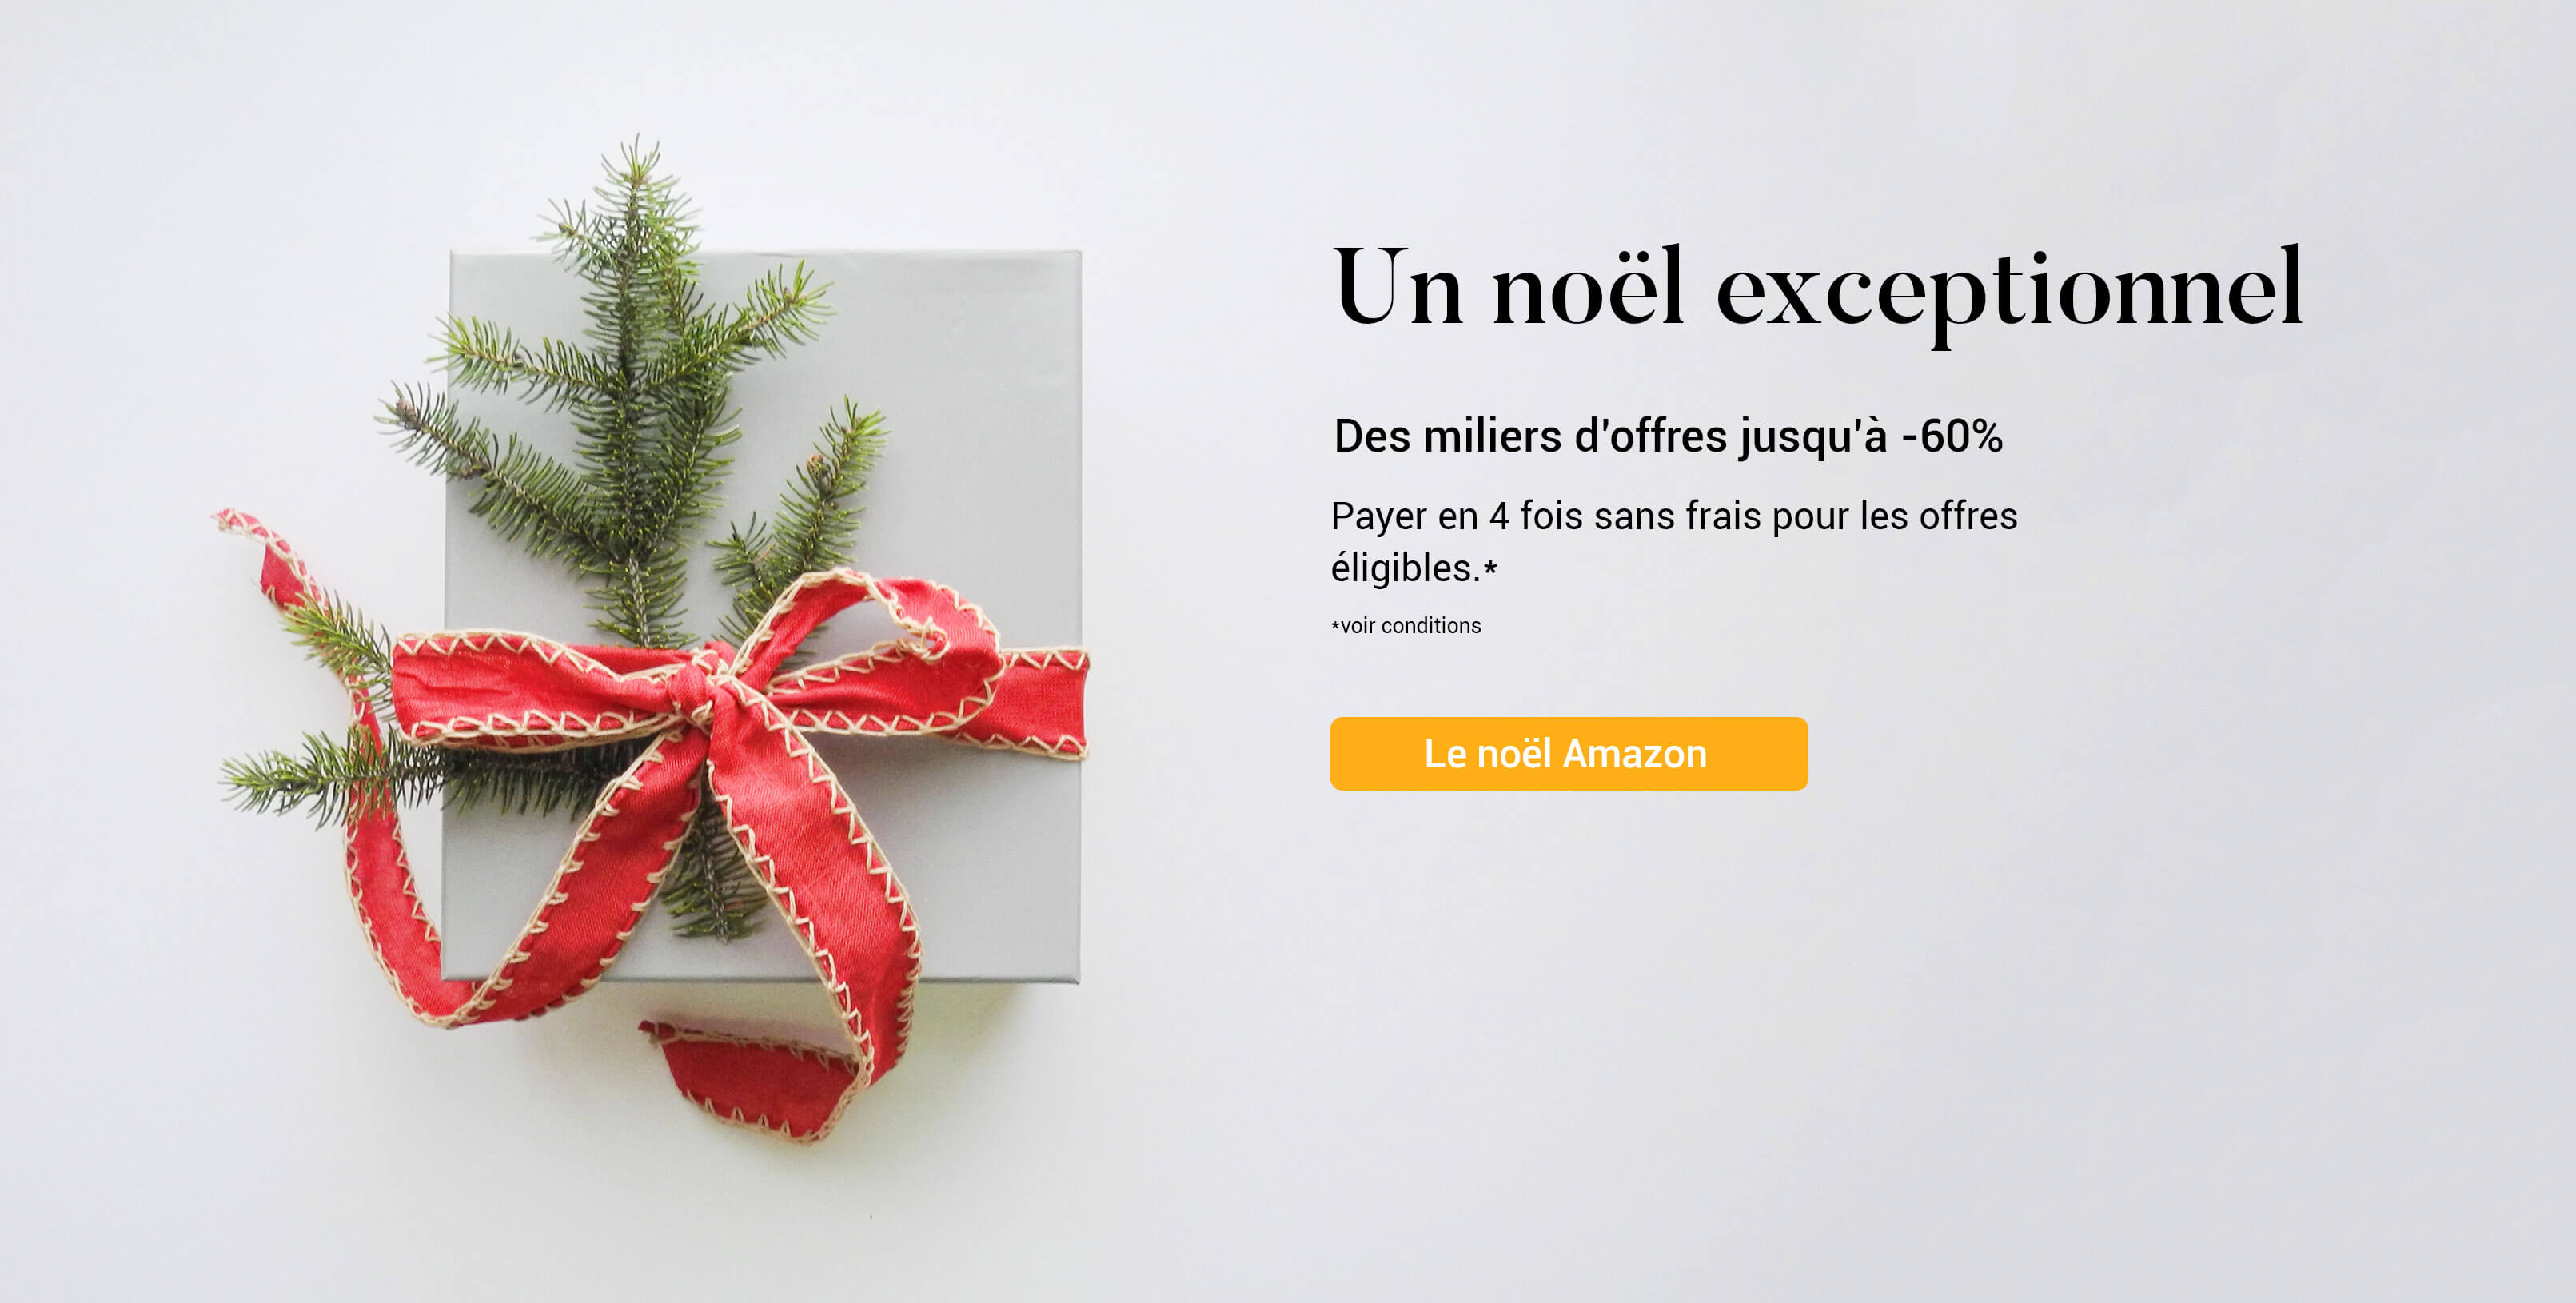 Un noël exceptionnel
Des miliers d'offres jusqu'à -60%
Payer en 4 fois sans frais pour les offres
éligibles.*
*voir conditions
Le noël Amazon